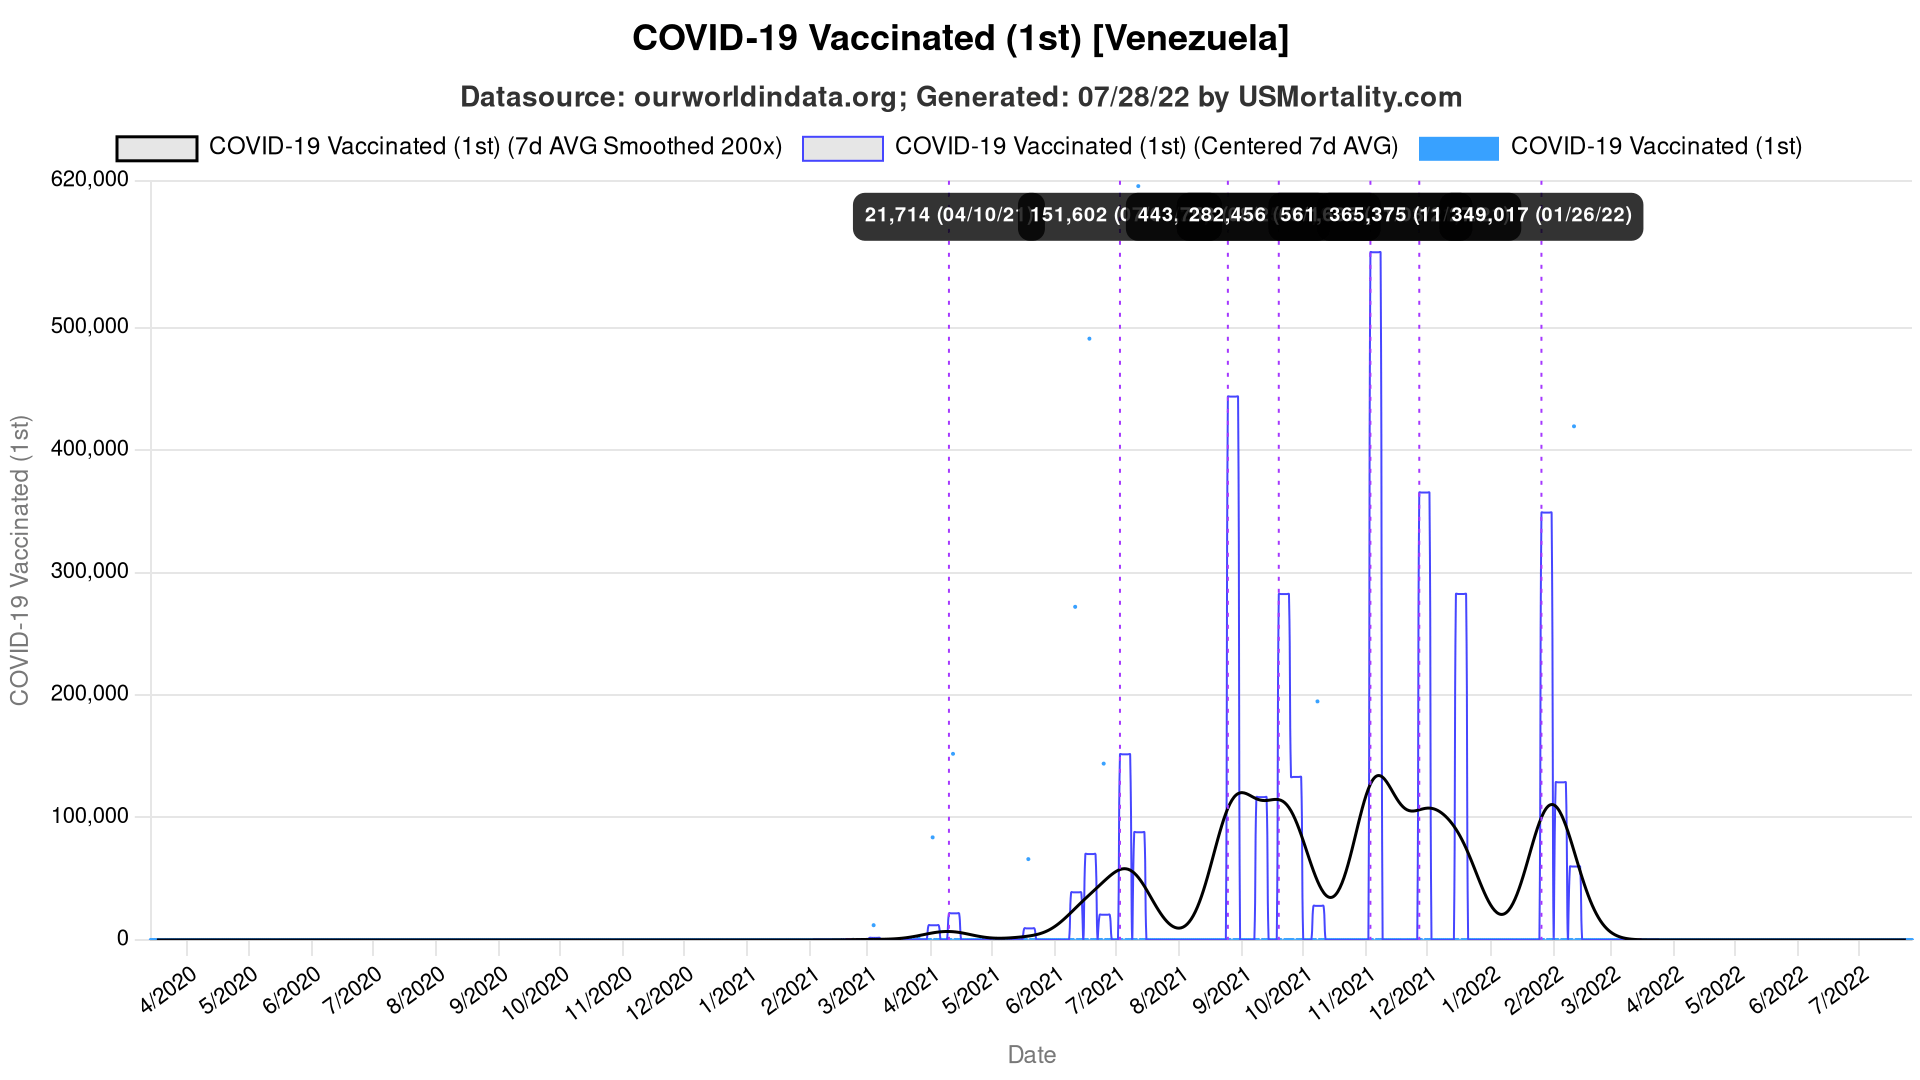 COVID-19 Vaccinated (1st) [Venezuela]
Datasource: ourworldindata.org; Generated: 07/28/22 by USMortality.com
COVID-19 Vaccinated (1st) (7d AVG Smoothed 200x) COVID-19 Vaccinated (1st) (Centered 7d AVG) COVID-19 Vaccinated (1st)
620,000
21,714 (04/10/21) 151,602 443, 282,456 561, 365,375 (11 349,017 (01/26/22)
500,000
400,000
300,000
200,000
100,000
0
COVID-19 Vaccinated (1st)
4/2020 5/2020 6/2020 7/2020 8/2020 9/2020 10/2020 11/2020 12/2020 1/2021 2/2021 3/2021 4/2021 5/2021 6/2021 7/2021 8/2021 9/2021 10/2021 11/2021 12/2021 1/2022 2/2022 3/2022 4/2022 5/2022 6/2022 7/2022
Date